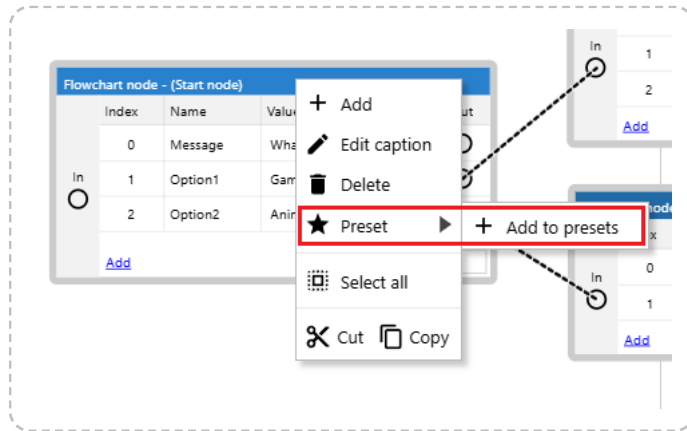 Flowchart node - (Start node)
Index Name Value
0 Message Wha
In 1 Option1 Gam
2 Option2 Anim
Add
+ Add
Edit caption
Delete
Preset
+ Add to presets
Select all
Cut Copy
ut
In
1
2
Add
node
x
In
0
1
Add